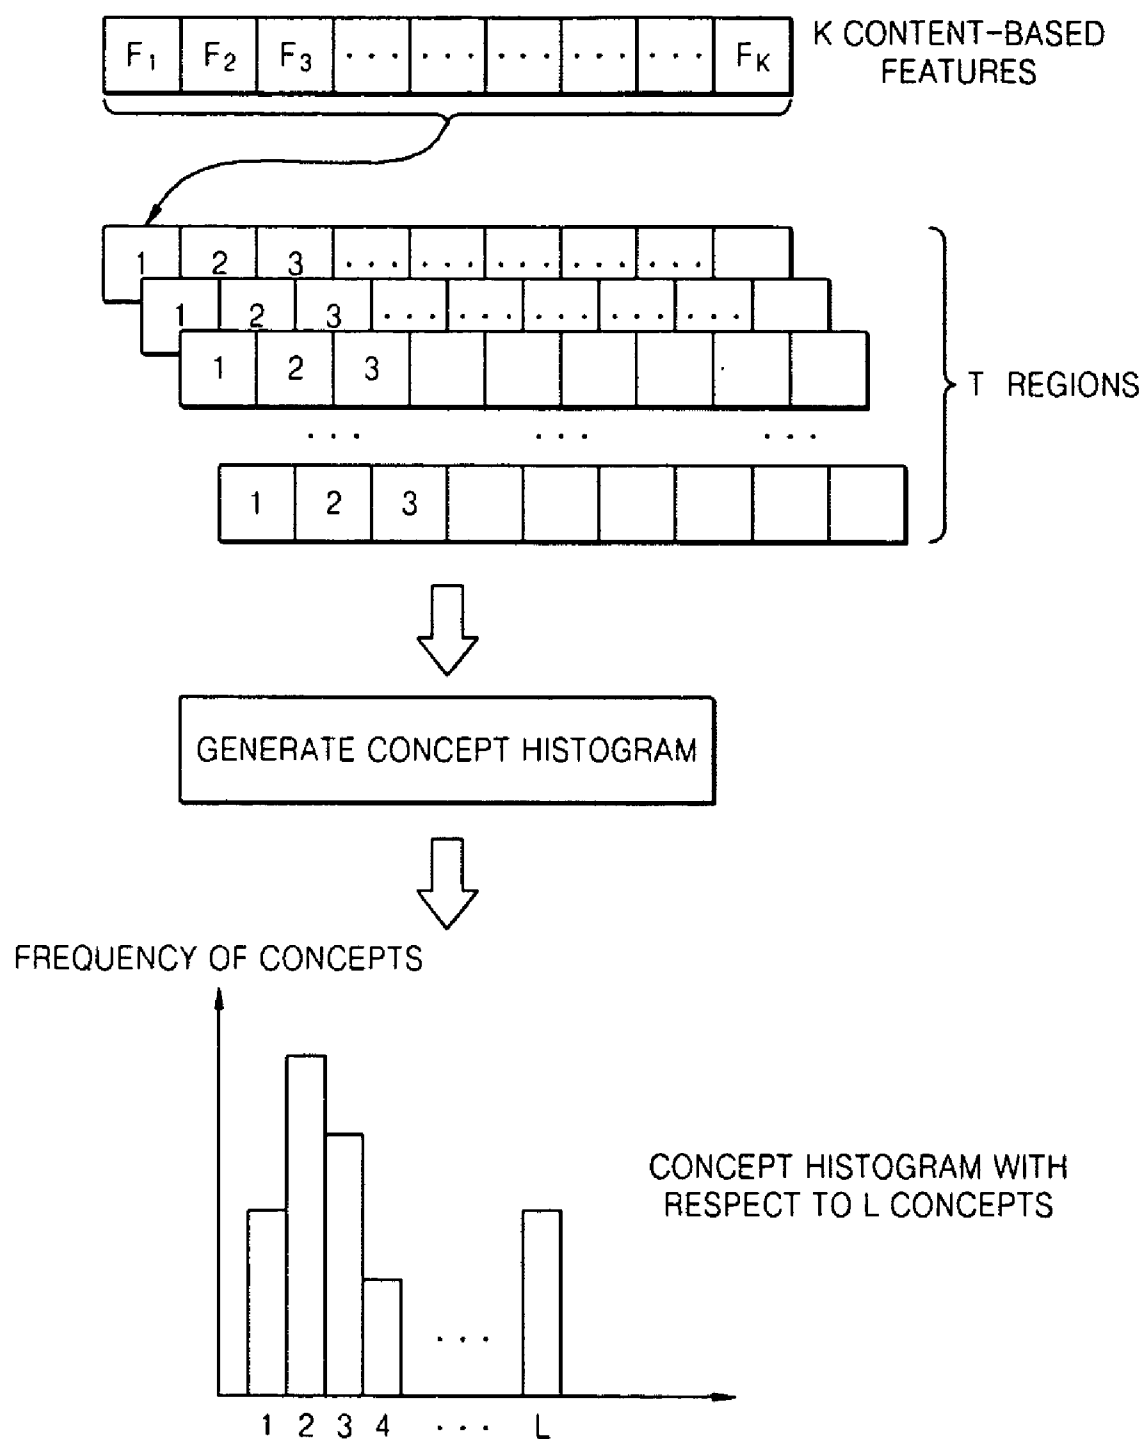 F1 F2 F3 ... ... ... ... ... FK
K CONTENT-BASED
FEATURES
1 2 3 ... ... ... ... ...
1 2 3 ... ... ... ... ...
1 2 3
T REGIONS
... ... ...
1 2 3
GENERATE CONCEPT HISTOGRAM
FREQUENCY OF CONCEPTS
CONCEPT HISTOGRAM WITH
RESPECT TO L CONCEPTS
...
1 2 3 4 ... L